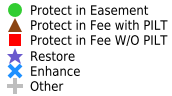 Protect in Easement
Protect in Fee with PILT
Protect in Fee W/O PILT
Restore
Enhance
Other